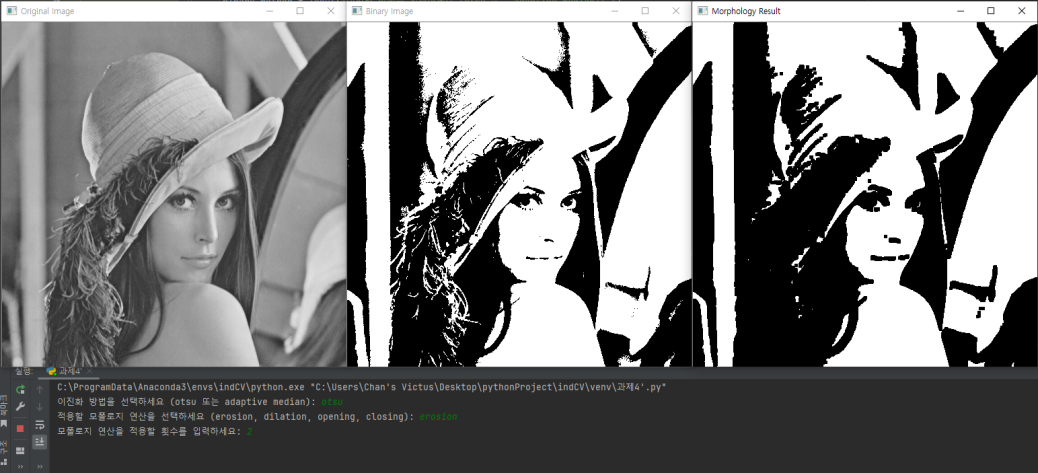 Original Image
Binary Image
Morphology Result
실행:
과제4'
C:\ProgramData\Anaconda3\envs\indCV\python.exe "C:\Users\Chan's Victus\Desktop\pythonProject\indCV\venv\과제4'.py"
이진화 방법을 선택하세요 (otsu 또는 adaptive median): otsu
적용할 모폴로지 연산을 선택하세요 (erosion, dilation, opening, closing): erosion
모폴로지 연산을 적용할 횟수를 입력하세요: 2
구조